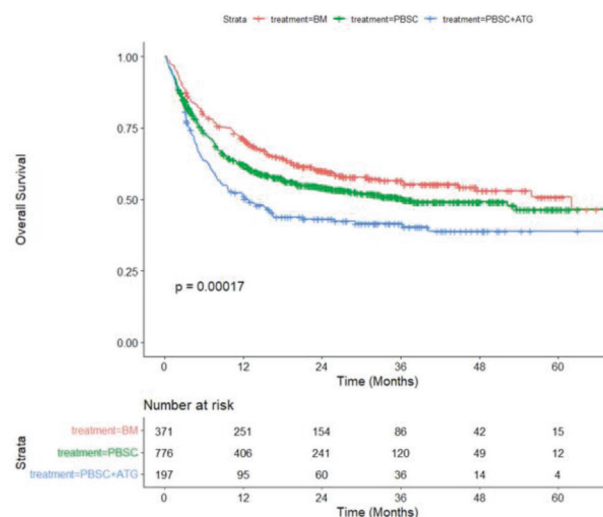 Strata treatment=BM treatment=PBSC treatment=PBSC+ATG
1.00
0.75
0.50
0.25
0.00
Overall Survival
p = 0.00017
0 12 24 36 48 60
Time (Months)
Number at risk
Strata
treatment=BM 371 251 154 86 42 15
treatment=PBSC 776 406 241 120 49 12
treatment=PBSC+ATG 197 95 60 36 14 4
0 12 24 36 48 60
Time (Months)